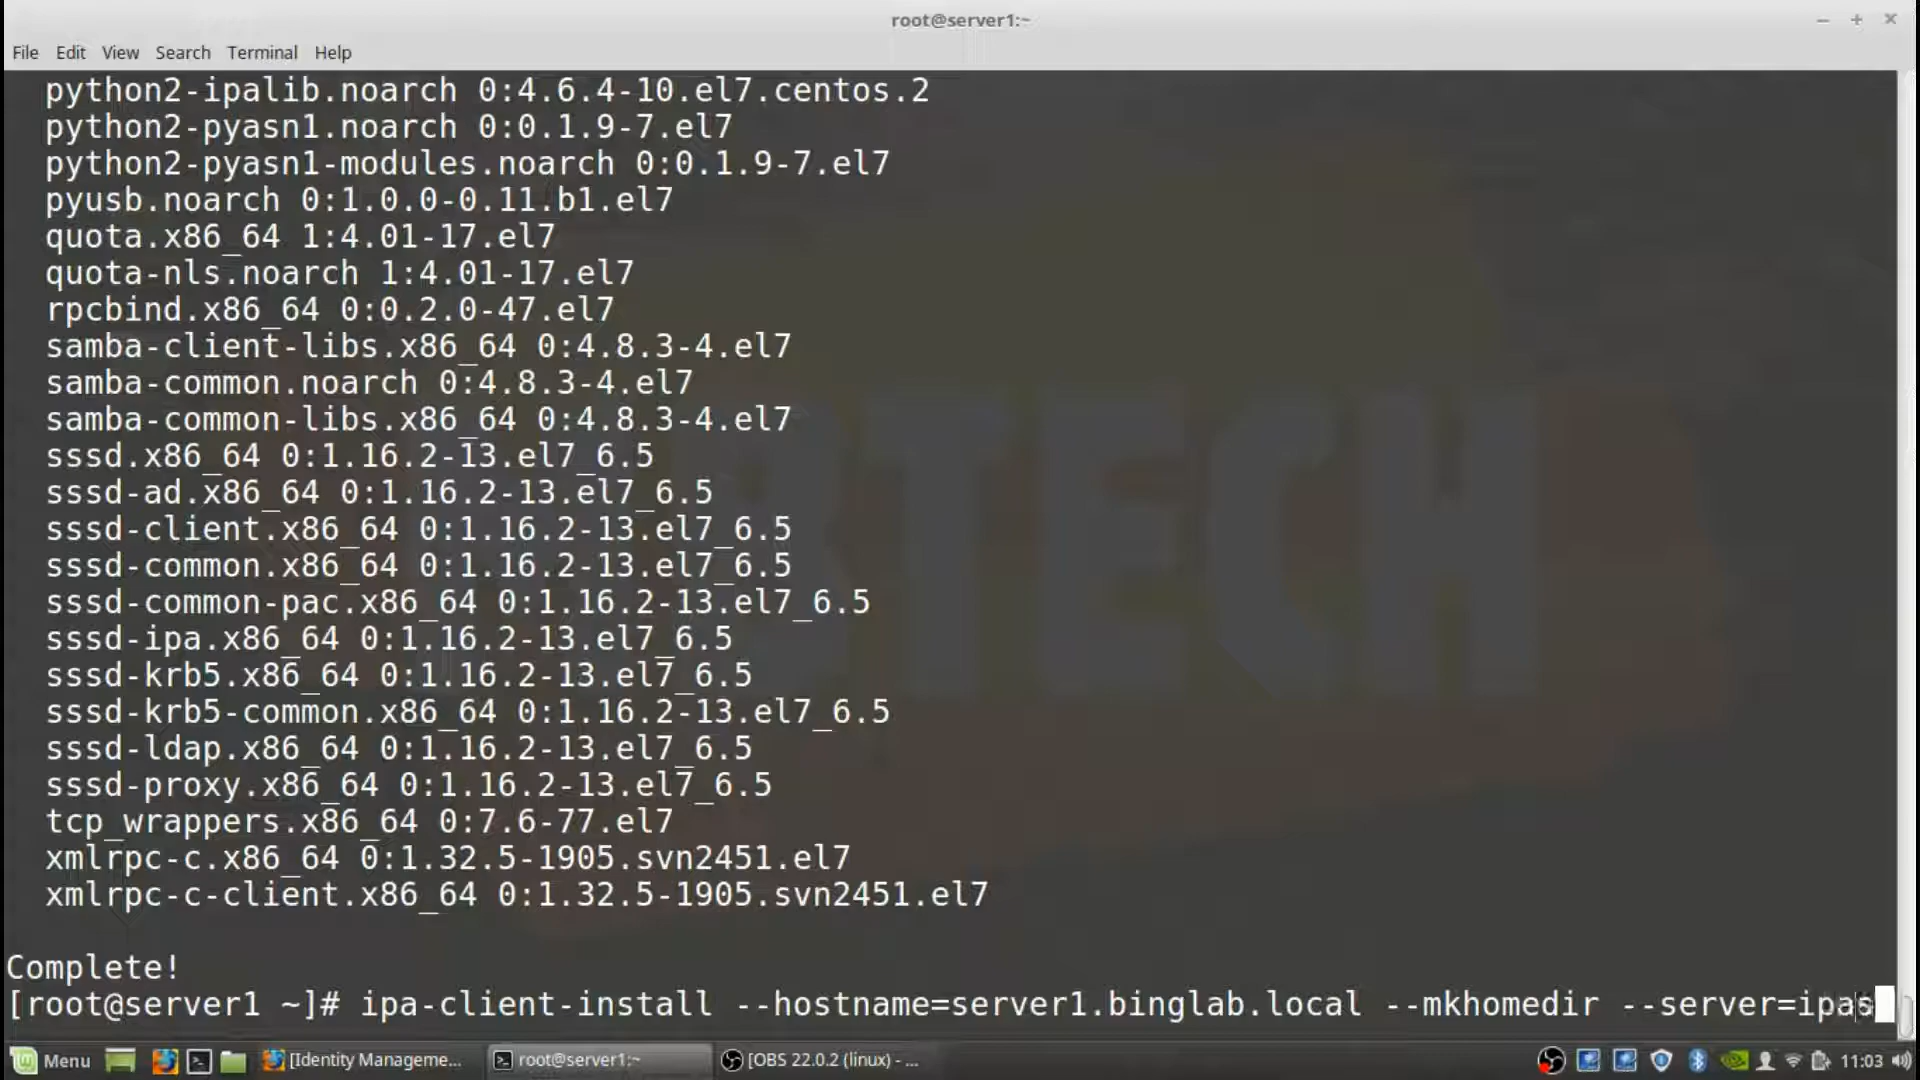 root@server1:~
File Edit View Search Terminal Help
python2-ipalib.noarch 0:4.6.4-10.el7.centos.2
python2-pyasn1.noarch 0:0.1.9-7.el7
python2-pyasn1-modules.noarch 0:0.1.9-7.el7
pyusb.noarch 0:1.0.0-0.11.b1.el7
quota.x86_64 1:4.01-17.el7
quota-nls.noarch 1:4.01-17.el7
rpcbind.x86_64 0:0.2.0-47.el7
samba-client-libs.x86_64 0:4.8.3-4.el7
samba-common.noarch 0:4.8.3-4.el7
samba-common-libs.x86_64 0:4.8.3-4.el7
sssd.x86_64 0:1.16.2-13.el7_6.5
sssd-ad.x86_64 0:1.16.2-13.el7_6.5
sssd-client.x86_64 0:1.16.2-13.el7_6.5
sssd-common.x86_64 0:1.16.2-13.el7_6.5
sssd-common-pac.x86_64 0:1.16.2-13.el7_6.5
sssd-ipa.x86_64 0:1.16.2-13.el7_6.5
sssd-krb5.x86_64 0:1.16.2-13.el7_6.5
sssd-krb5-common.x86_64 0:1.16.2-13.el7_6.5
sssd-ldap.x86_64 0:1.16.2-13.el7_6.5
sssd-proxy.x86_64 0:1.16.2-13.el7_6.5
tcp_wrappers.x86_64 0:7.6-77.el7
xmlrpc-c.x86_64 0:1.32.5-1905.svn2451.el7
xmlrpc-c-client.x86_64 0:1.32.5-1905.svn2451.el7
Complete!
[root@server1 ~]# ipa-client-install --hostname=server1.binglab.local --mkhomedir --server=ipas
Menu [Identity Manageme... root@server1:~ [OBS 22.0.2 (linux) - ... 11:03